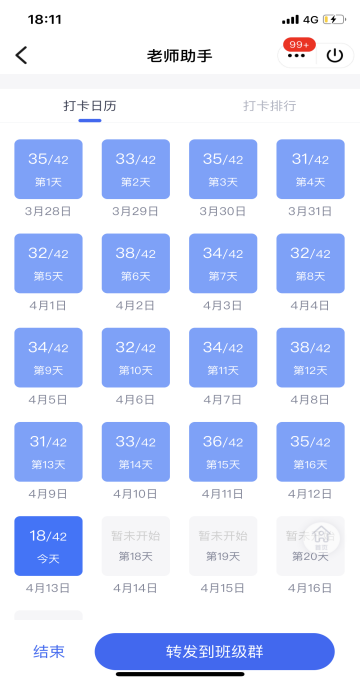 18:11 4G
老师助手 99+
打卡日历 打卡排行
35/42 33/42 35/42 31/42
第1天 第2天 第3天 第4天
3月28日 3月29日 3月30日 3月31日
32/42 38/42 34/42 32/42
第5天 第6天 第7天 第8天
4月1日 4月2日 4月3日 4月4日
34/42 32/42 34/42 38/42
第9天 第10天 第11天 第12天
4月5日 4月6日 4月7日 4月8日
31/42 33/42 36/42 35/42
第13天 第14天 第15天 第16天
4月9日 4月10日 4月11日 4月12日
18/42 暂未开始 暂未开始 暂未开始
今天 第18天 第19天 第20天
4月13日 4月14日 4月15日 4月16日
结束 转发到班级群